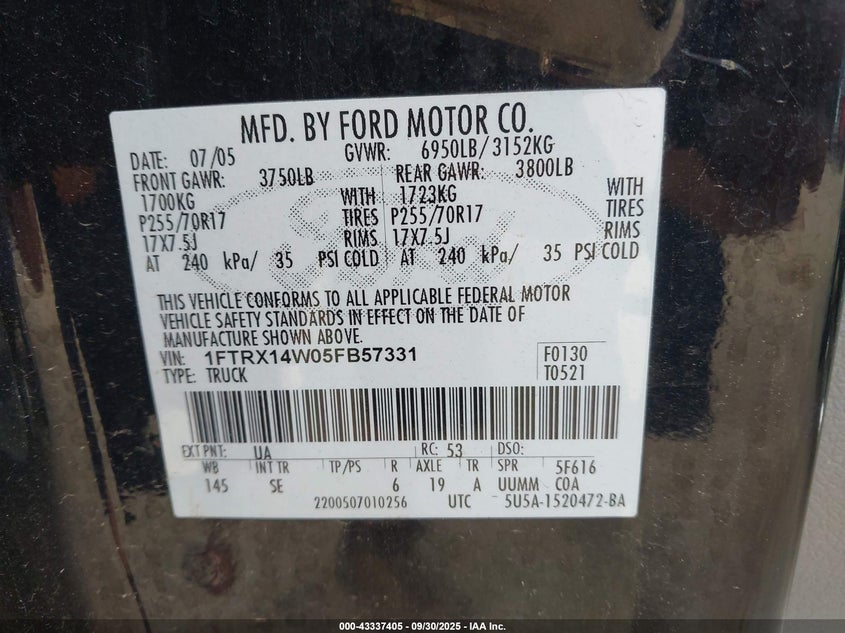 MFD. BY FORD MOTOR CO.
DATE: 07/05 GVWR: 6950LB/3152KG
FRONT GAWR: 3750LB REAR GAWR: 3800LB
1700KG WITH 1723KG WITH
P255/70R17 TIRES P255/70R17 TIRES
17X7.5J RIMS 17X7.5J RIMS
AT 240 kPa/ 35 PSI COLD AT 240 kPa/ 35 PSI COLD
THIS VEHICLE CONFORMS TO ALL APPLICABLE FEDERAL MOTOR
VEHICLE SAFETY STANDARDS IN EFFECT ON THE DATE OF
MANUFACTURE SHOWN ABOVE.
VIN: 1FTRX14W05FB57331 F0130
TYPE: TRUCK T0521
EXT PNT: UA RC: 53 DSO:
WB INT TR TP/PS R AXLE TR SPR 5F616
145 SE 6 19 A UUMM COA
2200507010256 UTC 5U5A-1520472-BA
000-43337405 - 09/30/2025 - IAA Inc.